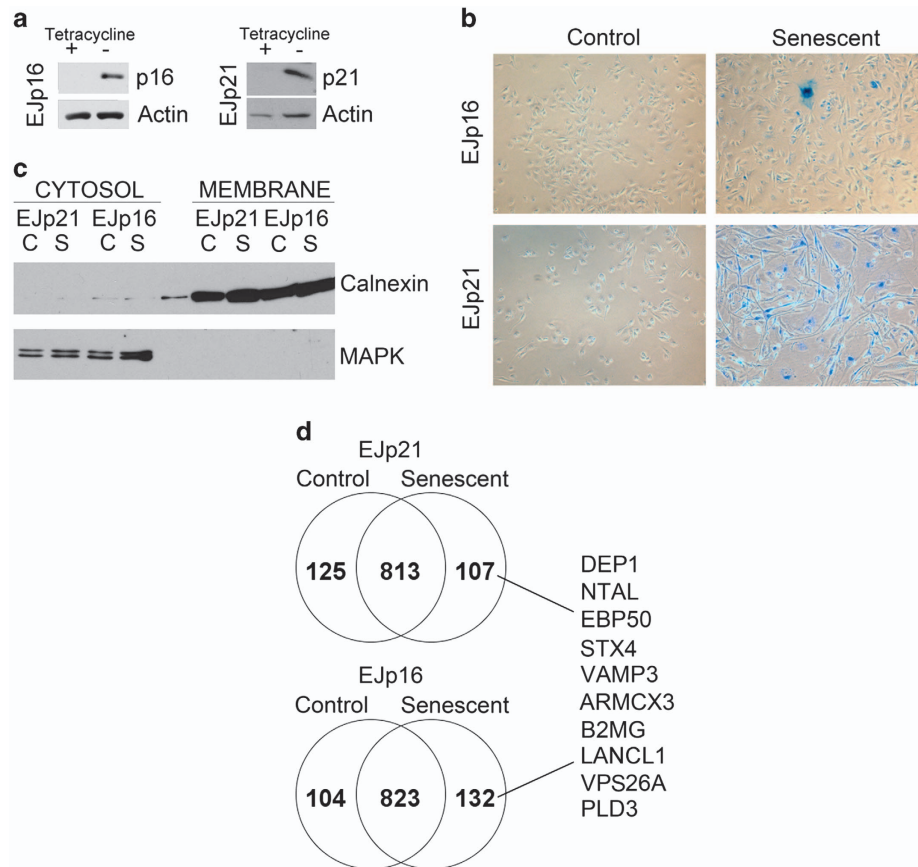 a
Tetracycline
+ -
EJp16
p16
Actin
Tetracycline
+ -
EJp21
p21
Actin
b
Control Senescent
EJp16
EJp21
c
CYTOSOL MEMBRANE
EJp21 EJp16 EJp21 EJp16
C S C S C S C S
Calnexin
MAPK
d
EJp21
Control Senescent
125 813 107
EJp16
Control Senescent
104 823 132
DEP1
NTAL
EBP50
STX4
VAMP3
ARMCX3
B2MG
LANCL1
VPS26A
PLD3